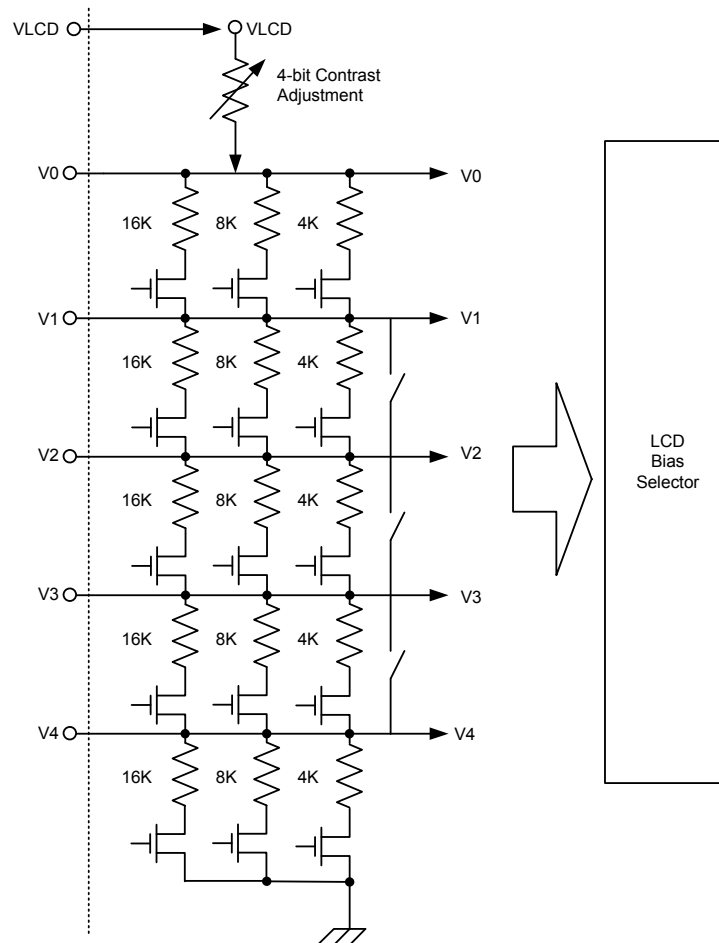 VLCD VLCD
4-bit Contrast
Adjustment
V0 V0
16K 8K 4K
V1 V1
16K 8K 4K
V2 V2
LCD
Bias
Selector
16K 8K 4K
V3 V3
16K 8K 4K
V4 V4
16K 8K 4K